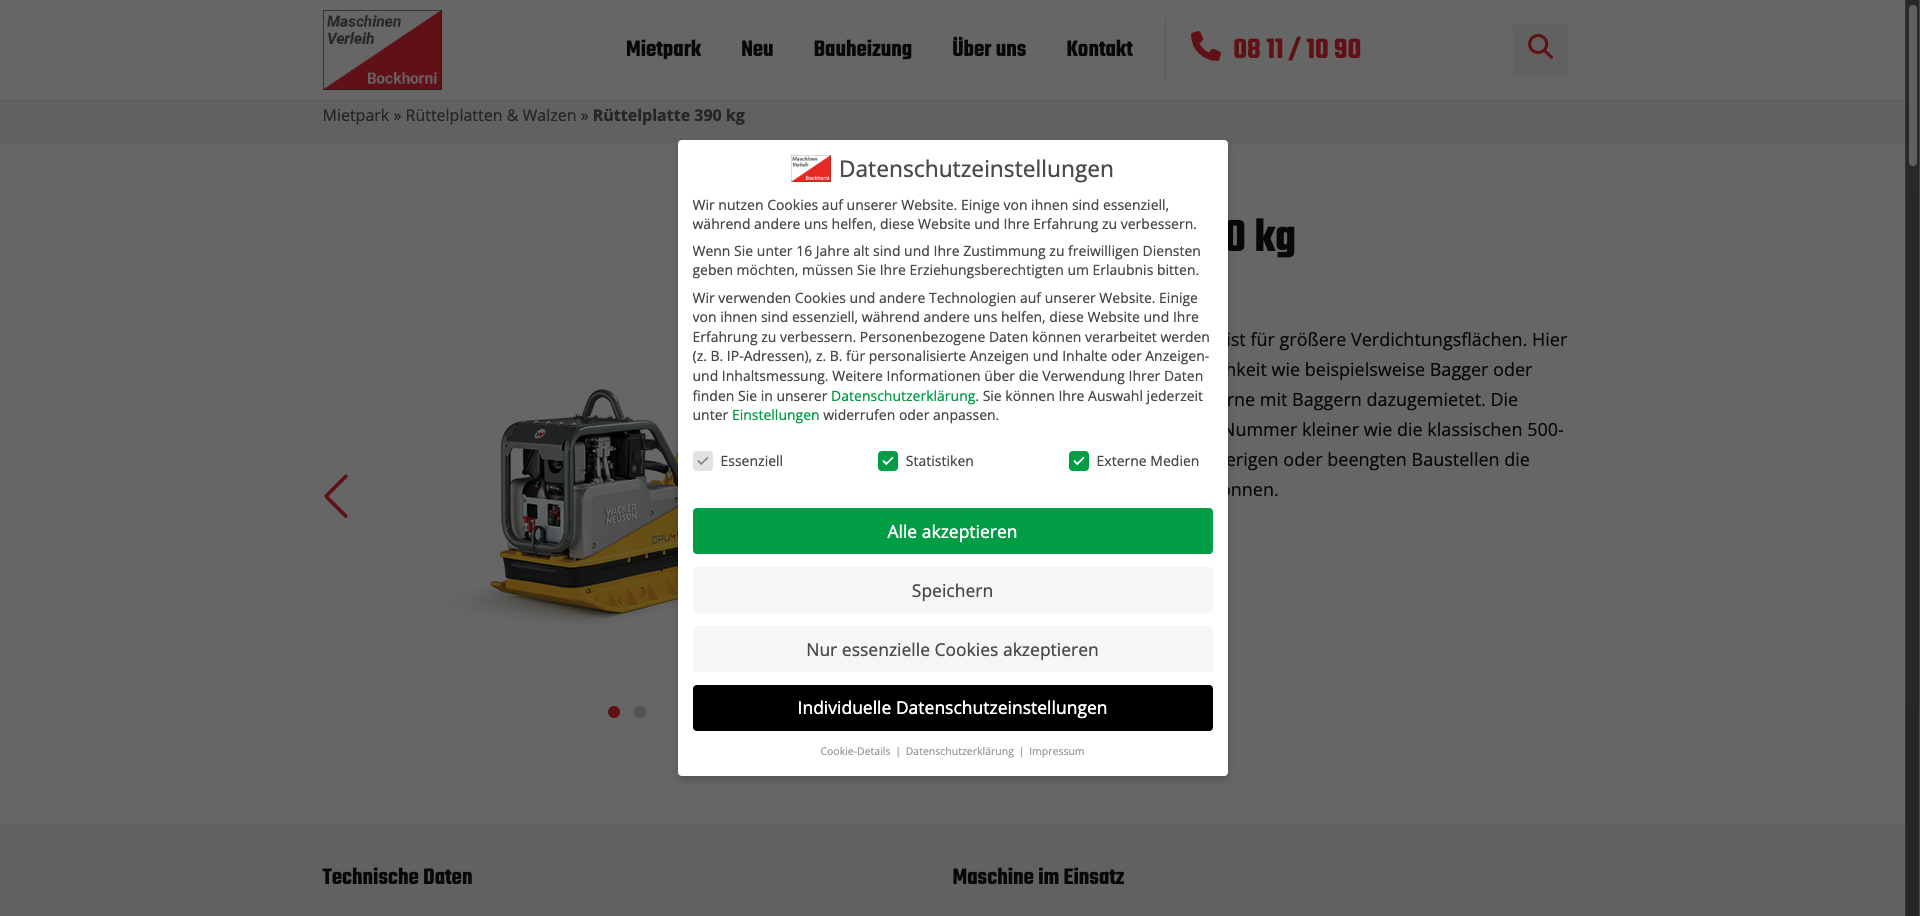 Maschinen
Verleih
Bockhorni
Mietpark
Neu
Bauheizung
Über uns
Kontakt
08 11 / 10 90
Mietpark » Rüttelplatten & Walzen » Rüttelplatte 390 kg
Maschinen
Verleih
Bockhorni
Datenschutzeinstellungen
Wir nutzen Cookies auf unserer Website. Einige von ihnen sind essenziell,
während andere uns helfen, diese Website und Ihre Erfahrung zu verbessern.
Wenn Sie unter 16 Jahre alt sind und Ihre Zustimmung zu freiwilligen Diensten
geben möchten, müssen Sie Ihre Erziehungsberechtigten um Erlaubnis bitten.
Wir verwenden Cookies und andere Technologien auf unserer Website. Einige
von ihnen sind essenziell, während andere uns helfen, diese Website und Ihre
Erfahrung zu verbessern. Personenbezogene Daten können verarbeitet werden
(z. B. IP-Adressen), z. B. für personalisierte Anzeigen und Inhalte oder Anzeigen-
und Inhaltsmessung. Weitere Informationen über die Verwendung Ihrer Daten
finden Sie in unserer Datenschutzerklärung. Sie können Ihre Auswahl jederzeit
unter Einstellungen widerrufen oder anpassen.
Essenziell
Statistiken
Externe Medien
Alle akzeptieren
Speichern
Nur essenzielle Cookies akzeptieren
Individuelle Datenschutzeinstellungen
Cookie-Details | Datenschutzerklärung | Impressum
0 kg
ist für größere Verdichtungsflächen. Hier
wie beispielsweise Bagger oder
mit Baggern dazugemietet. Die
Nummer kleiner wie die klassischen 500-
oder beengten Baustellen die
WACKER
NEUSON
Technische Daten
Maschine im Einsatz